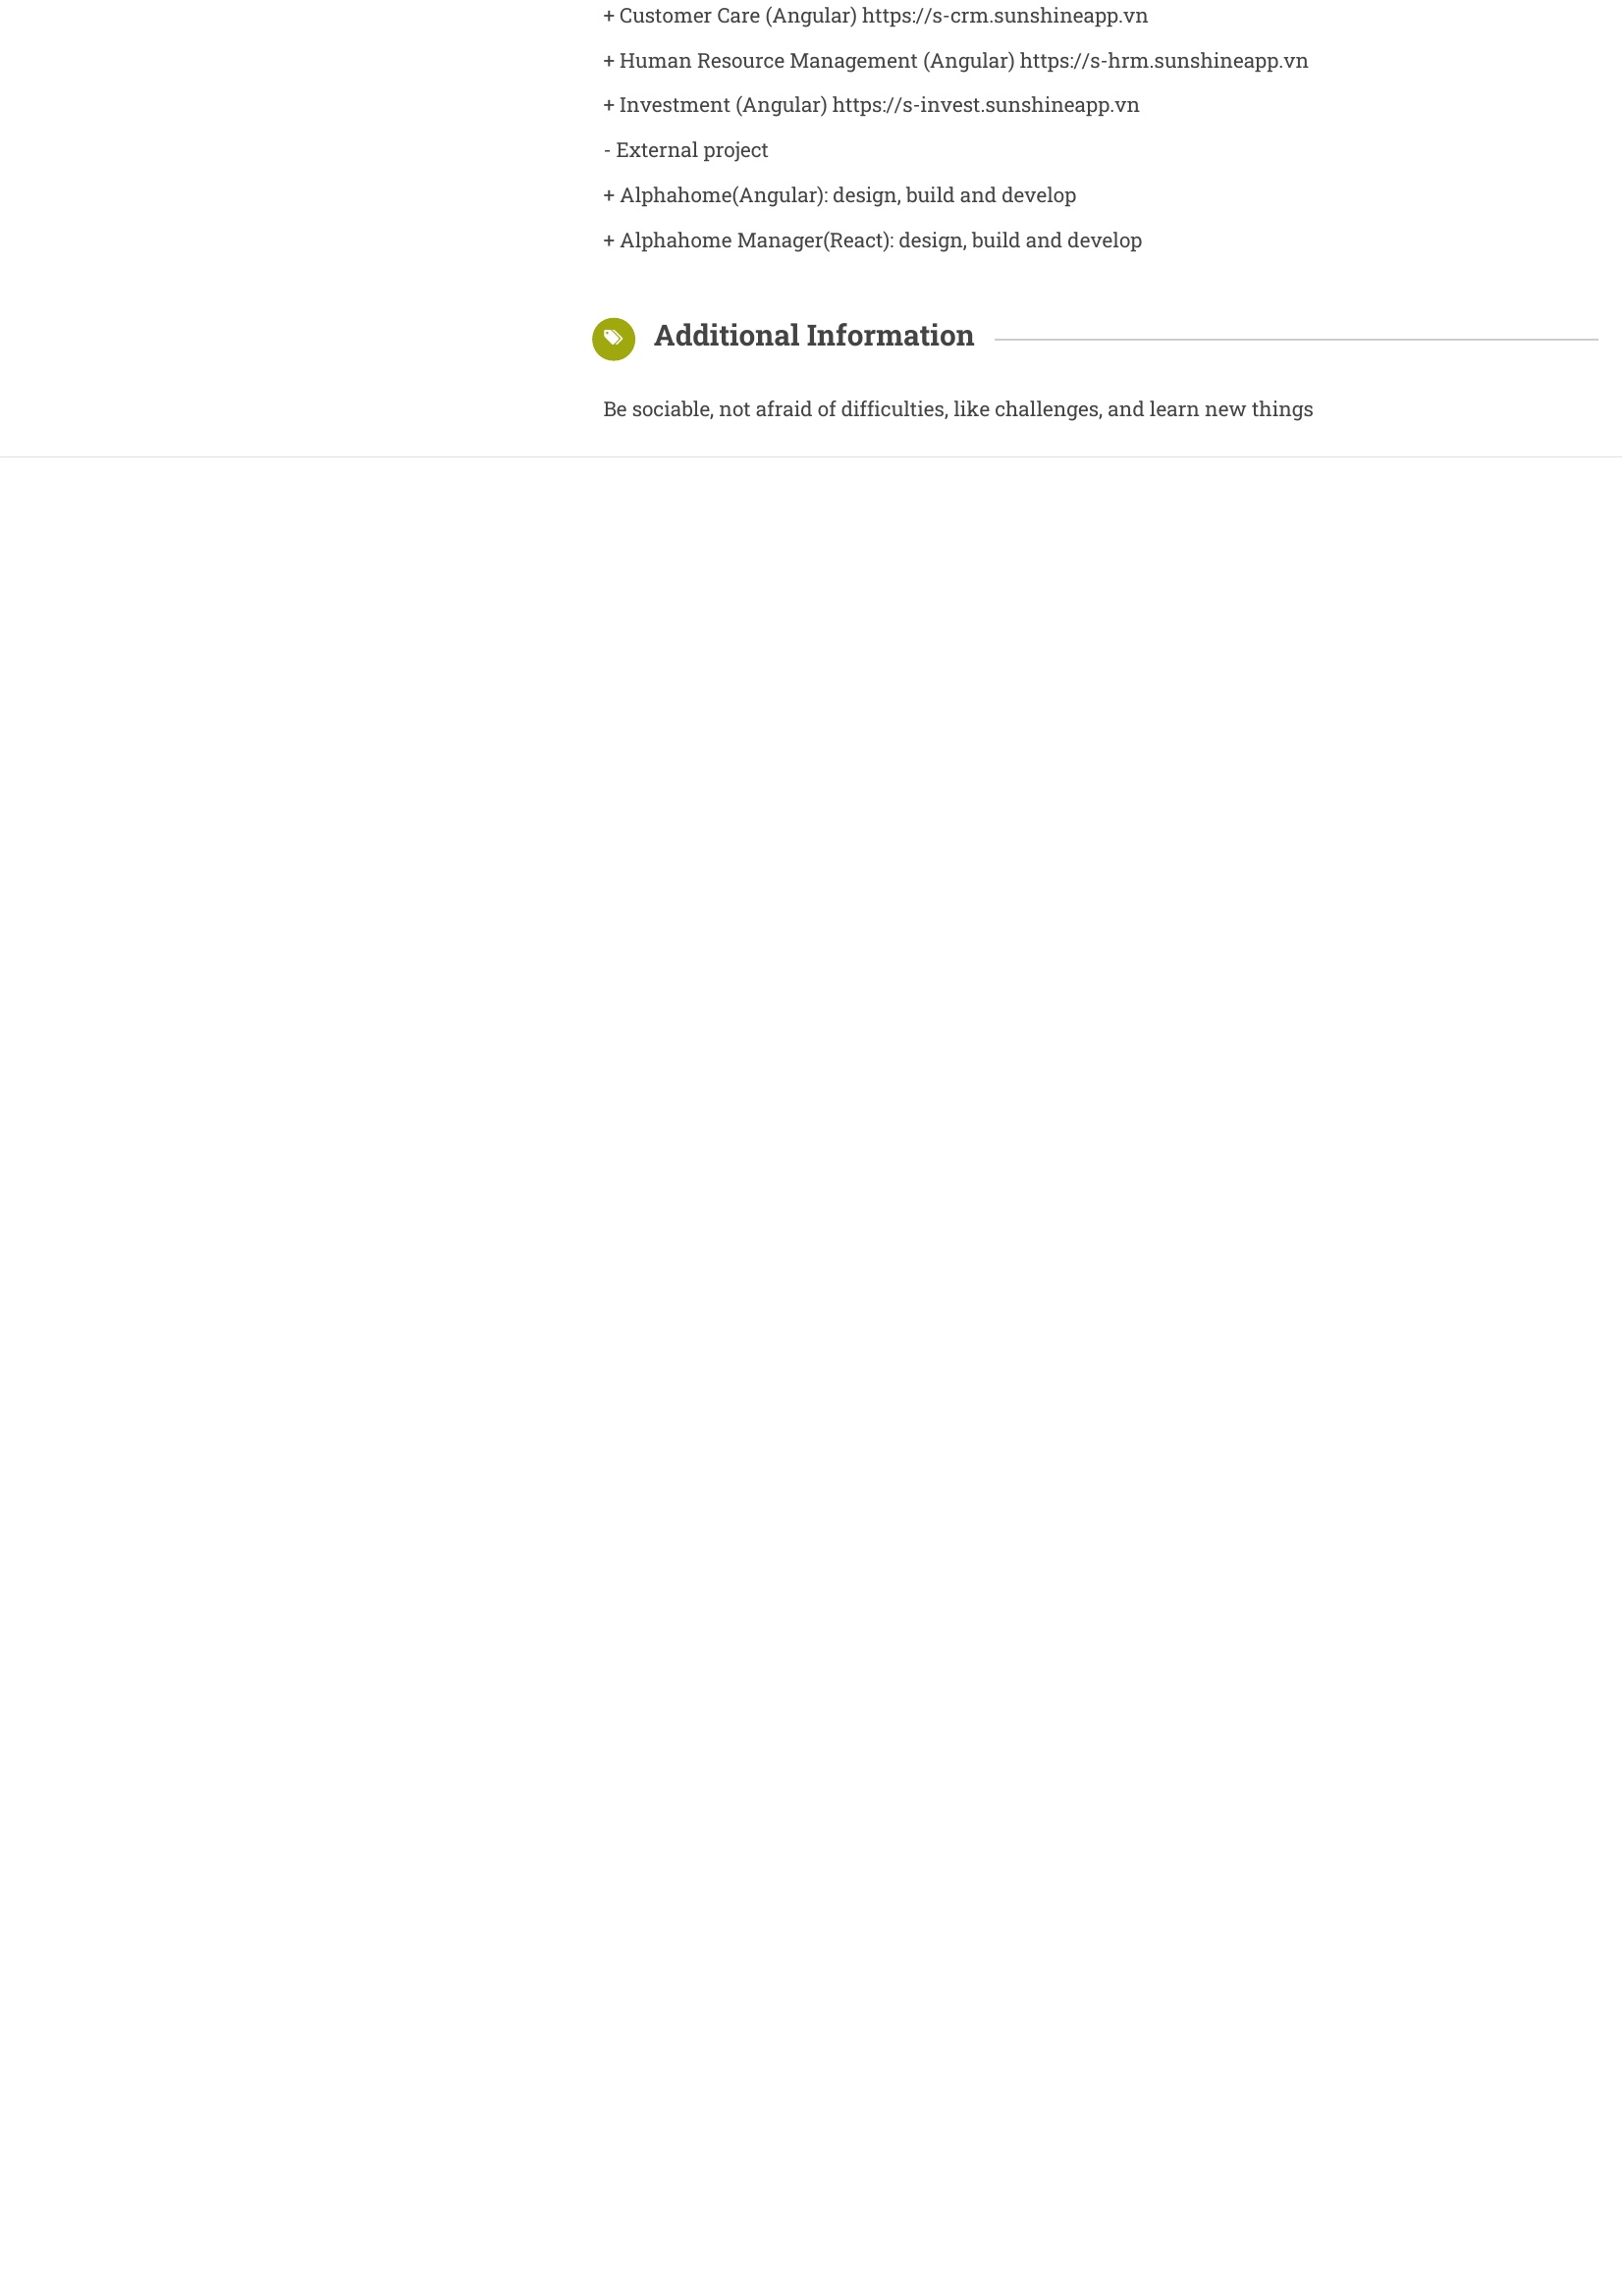 + Customer Care (Angular) https://s-crm.sunshineapp.vn
+ Human Resource Management (Angular) https://s-hrm.sunshineapp.vn
+ Investment (Angular) https://s-invest.sunshineapp.vn
- External project
+ Alphahome(Angular): design, build and develop
+ Alphahome Manager(React): design, build and develop
Additional Information
Be sociable, not afraid of difficulties, like challenges, and learn new things